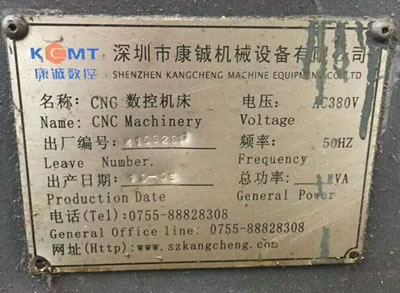 KCMT 深圳市康铖机械设备有限公司
康诚数控 SHENZHEN KANGCHENG MACHINE EQUIPMENT CO.LTD
名称: CNG 数控机床 电压: AC380V
Name: CNC Machinery Voltage
出厂编号: 频率: 50HZ
Leave Number. Frequency
出产日期: 总功率: KVA
Production Date General Power
电话(Tel):0755-88828308
General Office line: 0755-88828308
网址(Http):www.szkangcheng.com